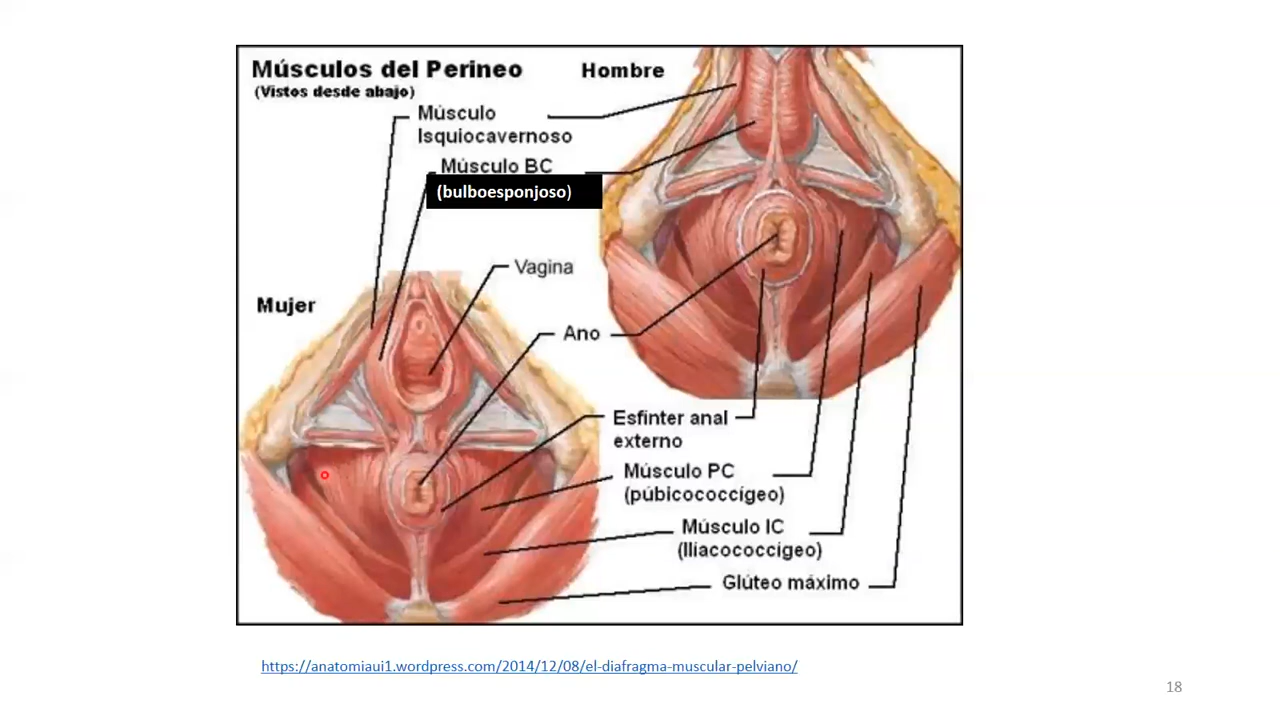 Músculos del Perineo
(Vistos desde abajo)
Hombre
Músculo
Isquiocavernoso
Músculo BC
(bulboesponjoso)
Vagina
Mujer
Ano
Esfinter anal
externo
Músculo PC
(púbicococcígeo)
Músculo IC
(Ilíacococcígeo)
Glúteo máximo
https://anatomiaui1.wordpress.com/2014/12/08/el-diafragma-muscular-pelviano/
18